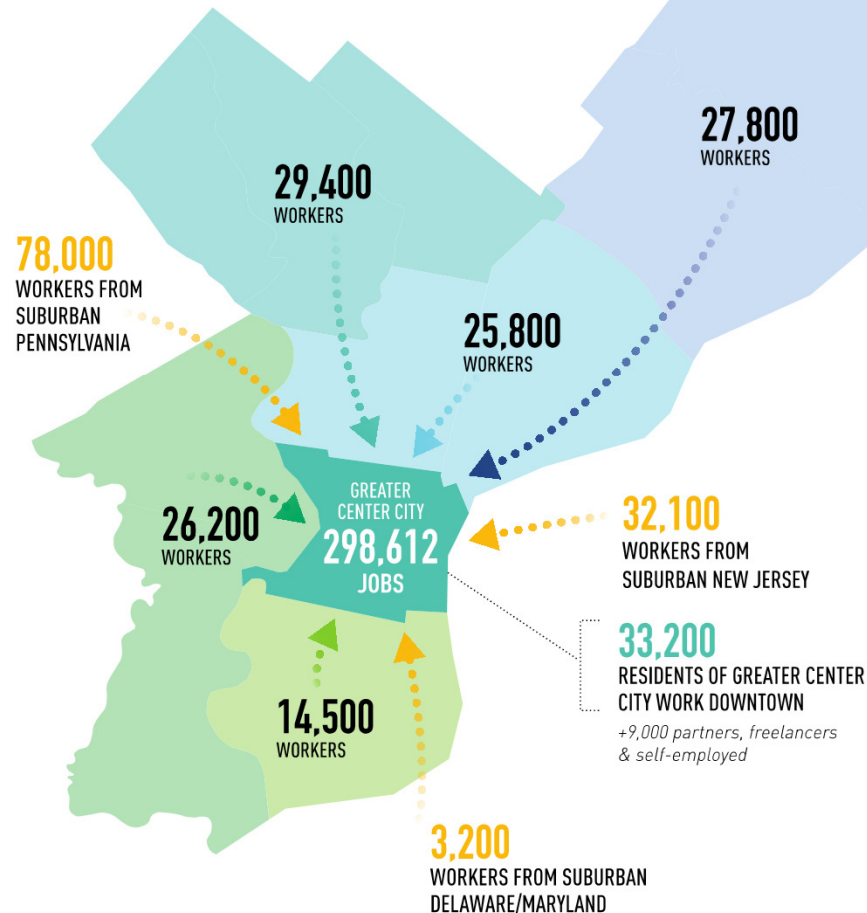 27,800
WORKERS
29,400
WORKERS
78,000
WORKERS FROM
SUBURBAN
PENNSYLVANIA
25,800
WORKERS
GREATER
CENTER CITY
298,612
JOBS
26,200
WORKERS
32,100
WORKERS FROM
SUBURBAN NEW JERSEY
33,200
RESIDENTS OF GREATER CENTER
CITY WORK DOWNTOWN
+9,000 partners, freelancers
& self-employed
14,500
WORKERS
3,200
WORKERS FROM SUBURBAN
DELAWARE/MARYLAND